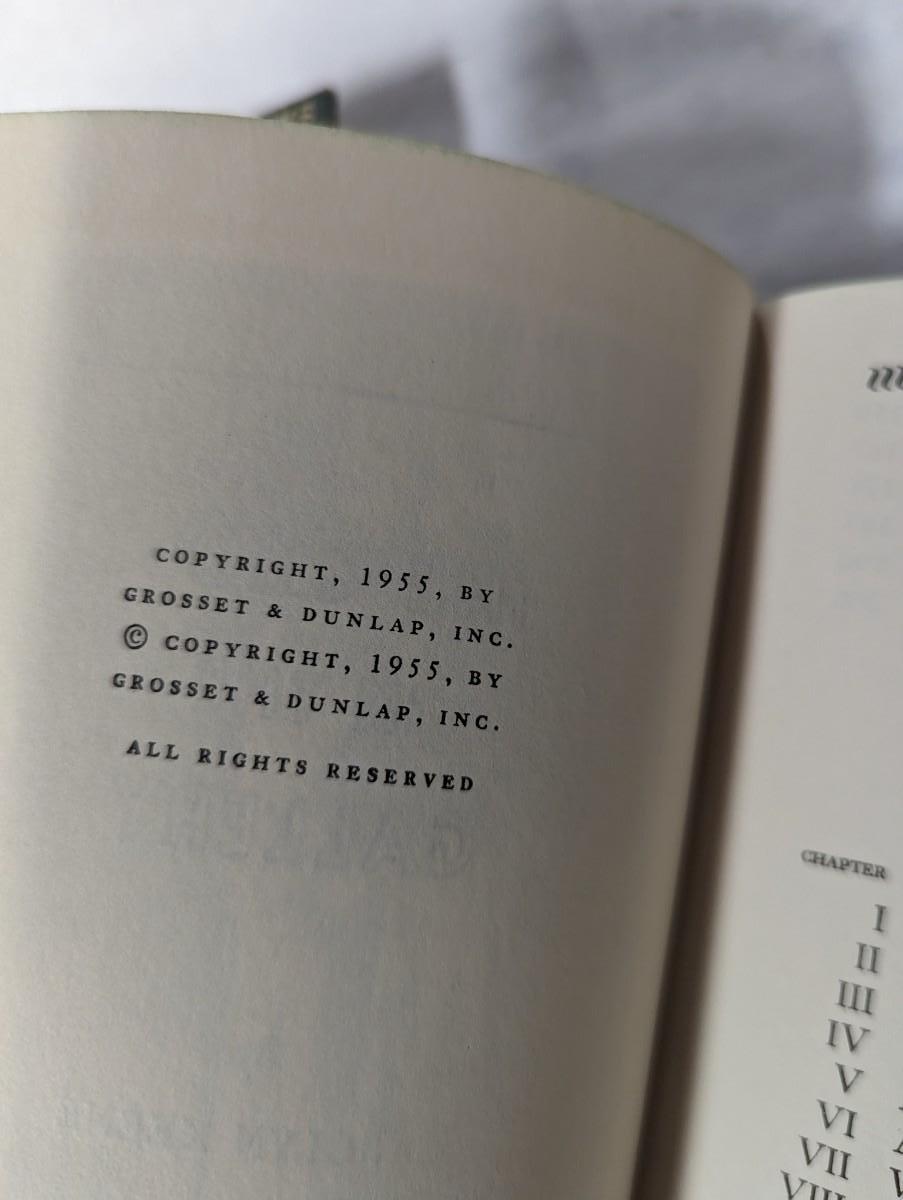 COPYRIGHT, 1955, BY
GROSSET & DUNLAP, INC.
© COPYRIGHT, 1955, BY
GROSSET & DUNLAP, INC.
ALL RIGHTS RESERVED
CHAPTER
I
II
III
IV
V
VI
VII
VIII